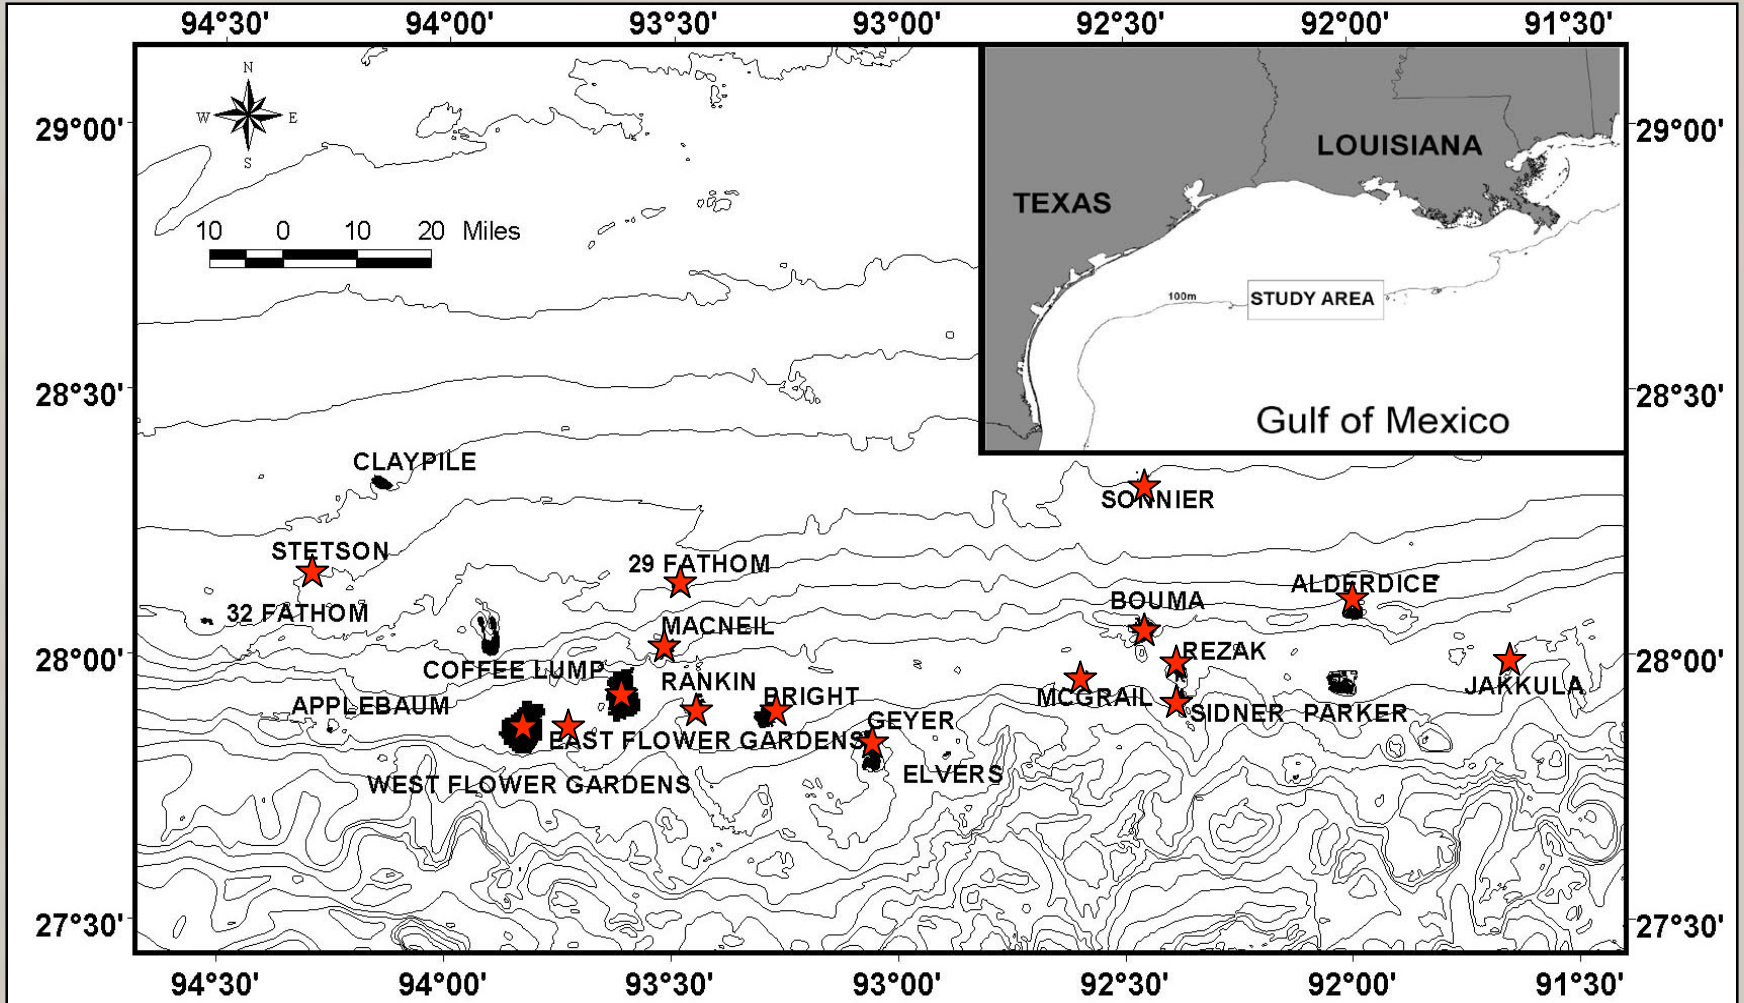 94°30' 94°00' 93°30' 93°00' 92°30' 92°00' 91°30'
N
W E
S
29°00' 29°00'
LOUISIANA
TEXAS
10 0 10 20 Miles
100m
STUDY AREA
28°30' 28°30'
Gulf of Mexico
CLAYPILE
SONNIER
STETSON
29 FATHOM
ALDERDICE
BOUMA
32 FATHOM
MACNEIL
REZAK
28°00' 28°00'
COFFEE LUMP
RANKIN
JAKKULA
BRIGHT
MCGRAIL
APPLEBAUM
SIDNER PARKER
GEYER
EAST FLOWER GARDENS
ELVERS
WEST FLOWER GARDENS
27°30' 27°30'
94°30' 94°00' 93°30' 93°00' 92°30' 92°00' 91°30'